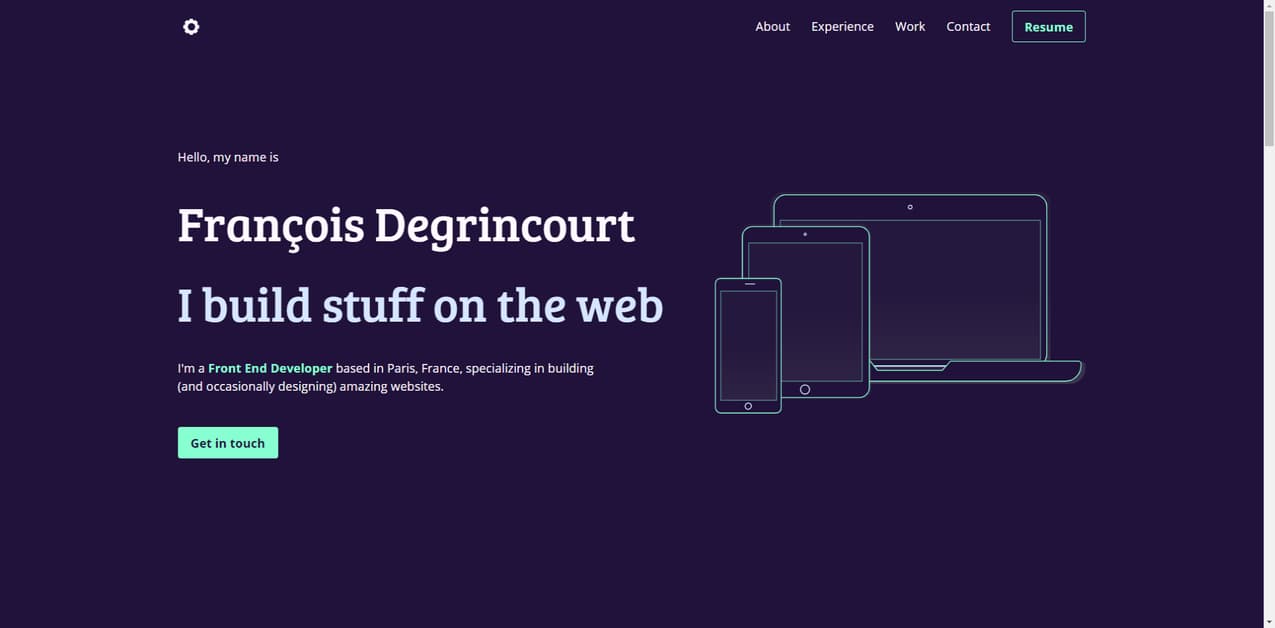 About Experience Work Contact Resume
Hello, my name is
François Degrincourt
I build stuff on the web
I'm a Front End Developer based in Paris, France, specializing in building
(and occasionally designing) amazing websites.
Get in touch